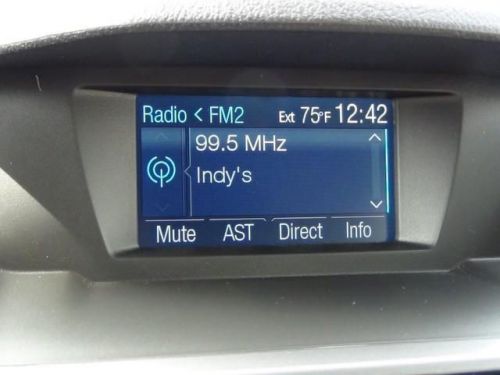 Radio < FM2 Ext 75°F 12:42
99.5 MHz
Indy's
Mute AST Direct Info